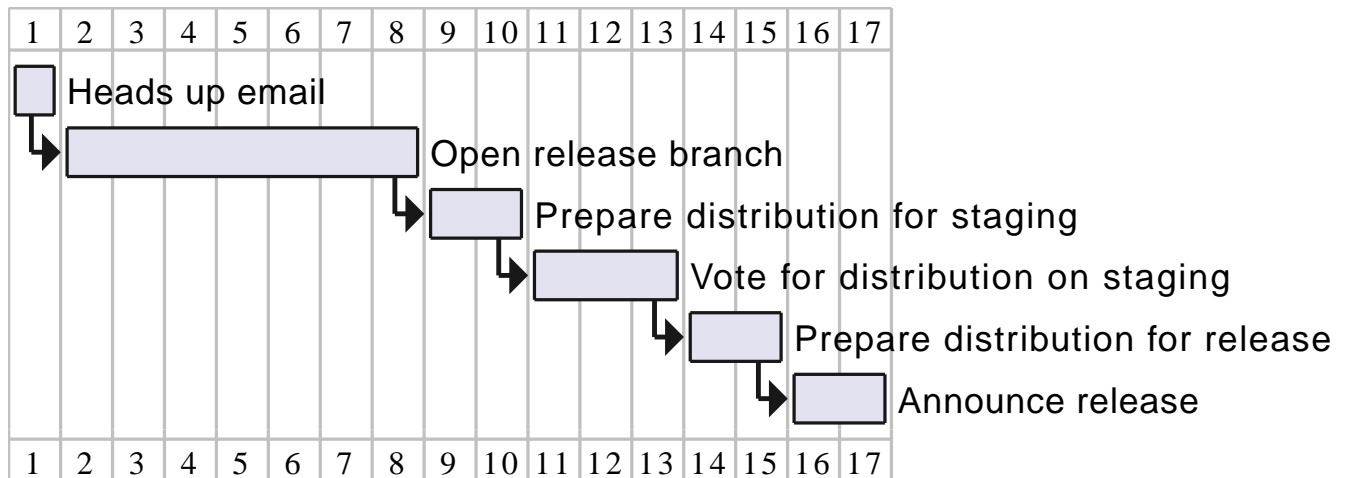 1 2 3 4 5 6 7 8 9 10 11 12 13 14 15 16 17
Heads up email
Open release branch
Prepare distribution for staging
Vote for distribution on staging
Prepare distribution for release
Announce release
1 2 3 4 5 6 7 8 9 10 11 12 13 14 15 16 17